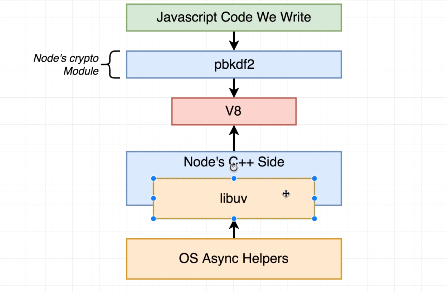 Javascript Code We Write
Node's crypto
Module
pbkdf2
V8
Node's C++ Side
libuv
OS Async Helpers